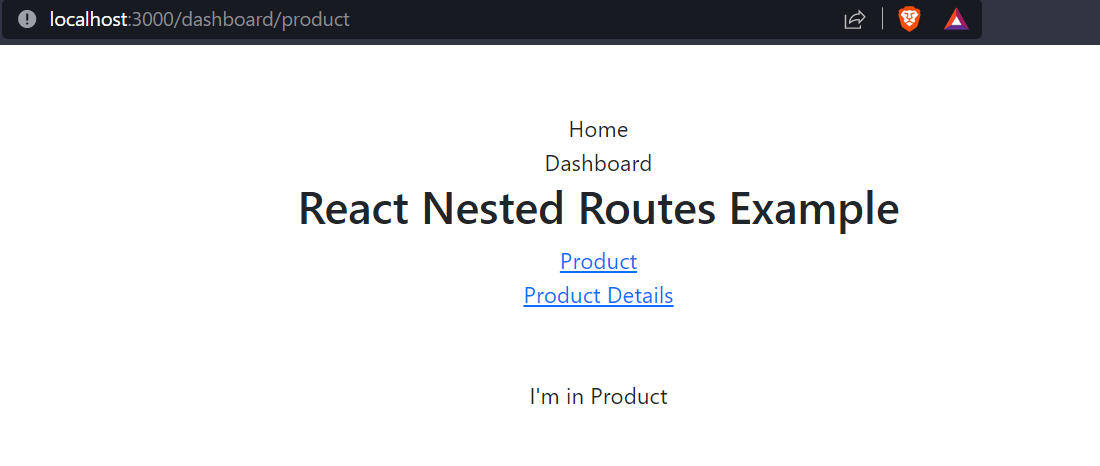 localhost:3000/dashboard/product
Home
Dashboard
React Nested Routes Example
Product
Product Details
I'm in Product